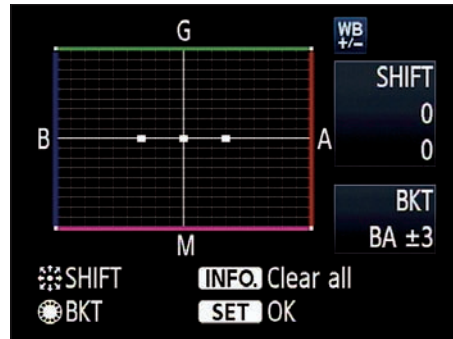 G
WB
+/-
SHIFT
0
0
B
A
BKT
BA ±3
M
SHIFT
INFO. Clear all
BKT
SET OK